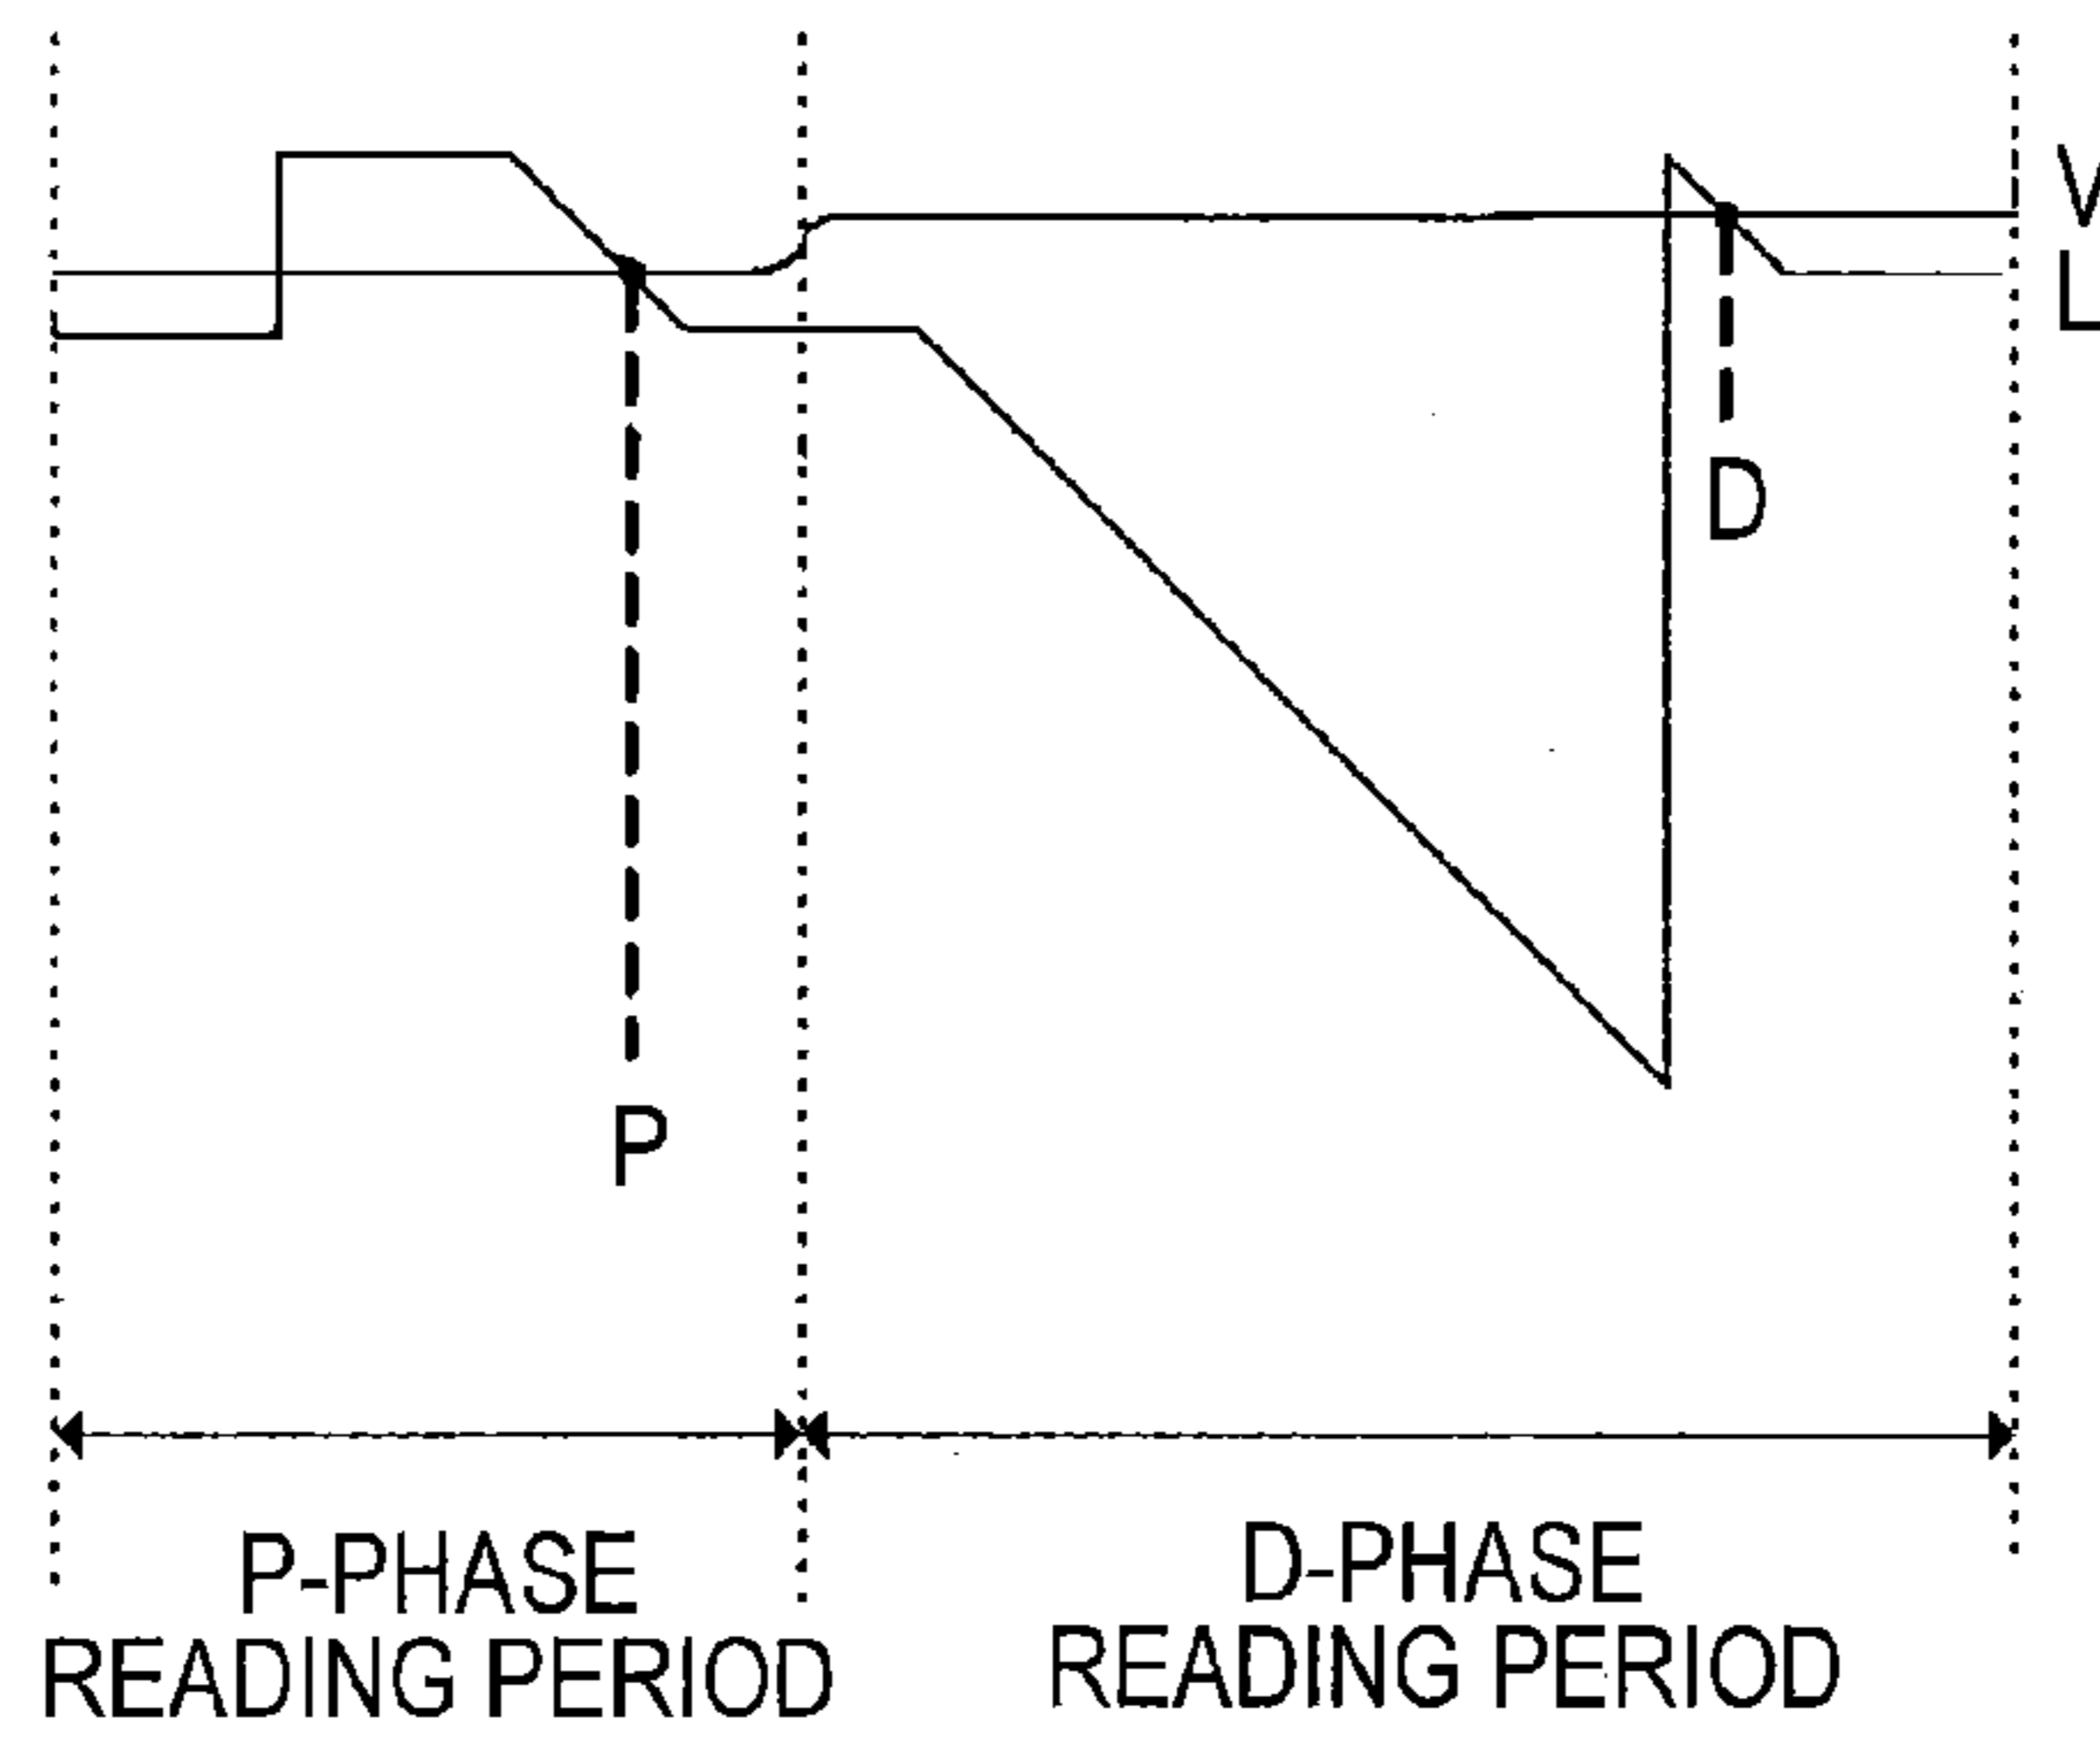 V
L
D
P
P-PHASE
READING PERIOD
D-PHASE
READING PERIOD